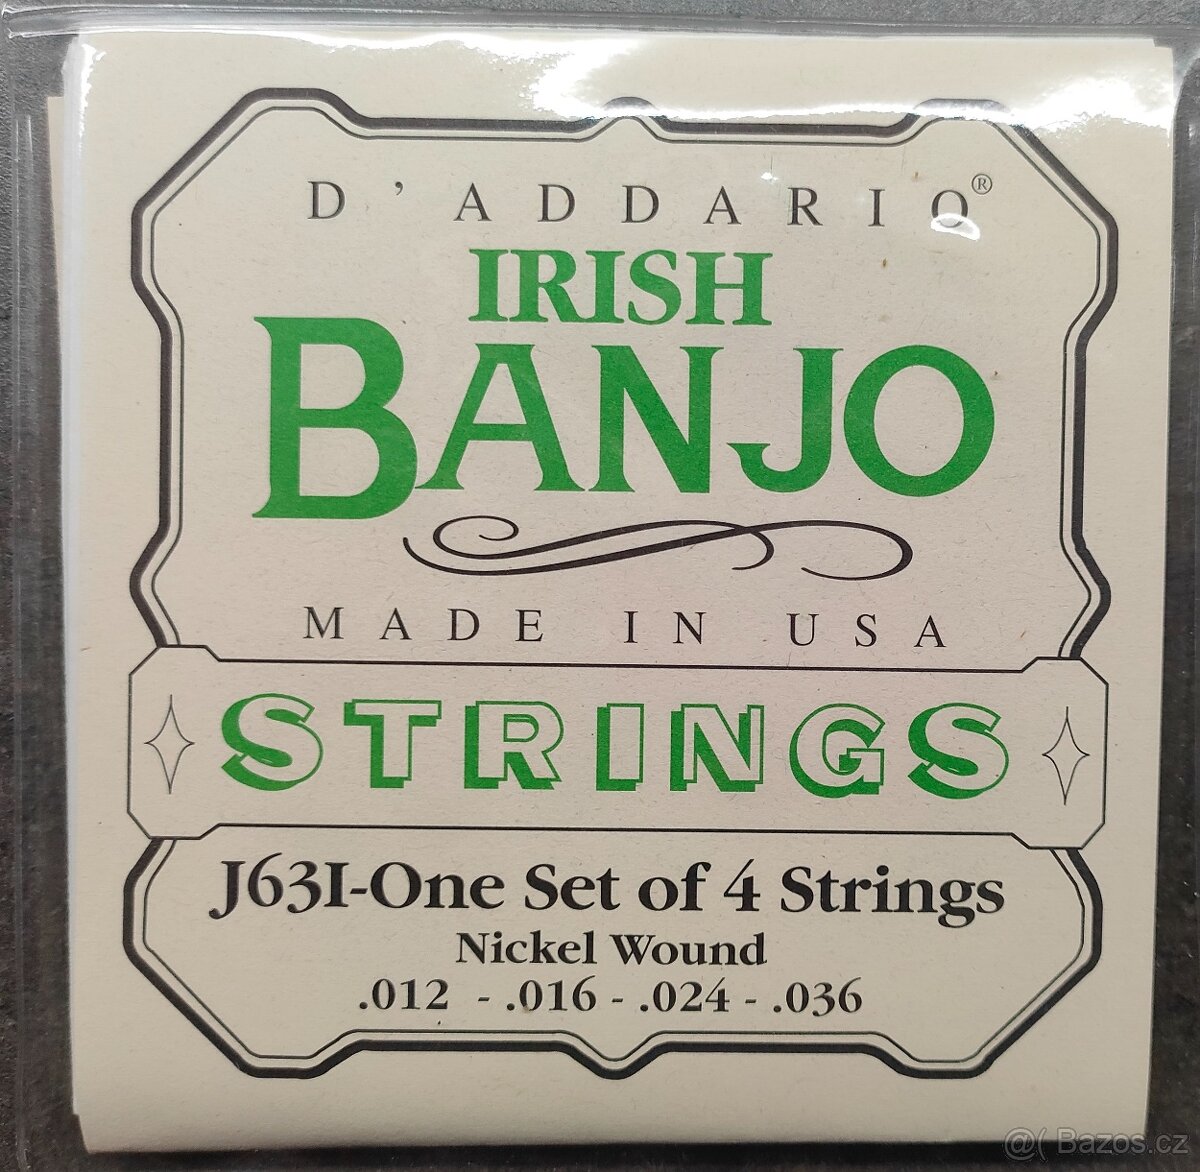 D'ADDARIO®
IRISH
BANJO
MADE IN USA
STRINGS
J63I-One Set of 4 Strings
Nickel Wound
.012 - .016 - .024 - .036
@( Bazos.cz